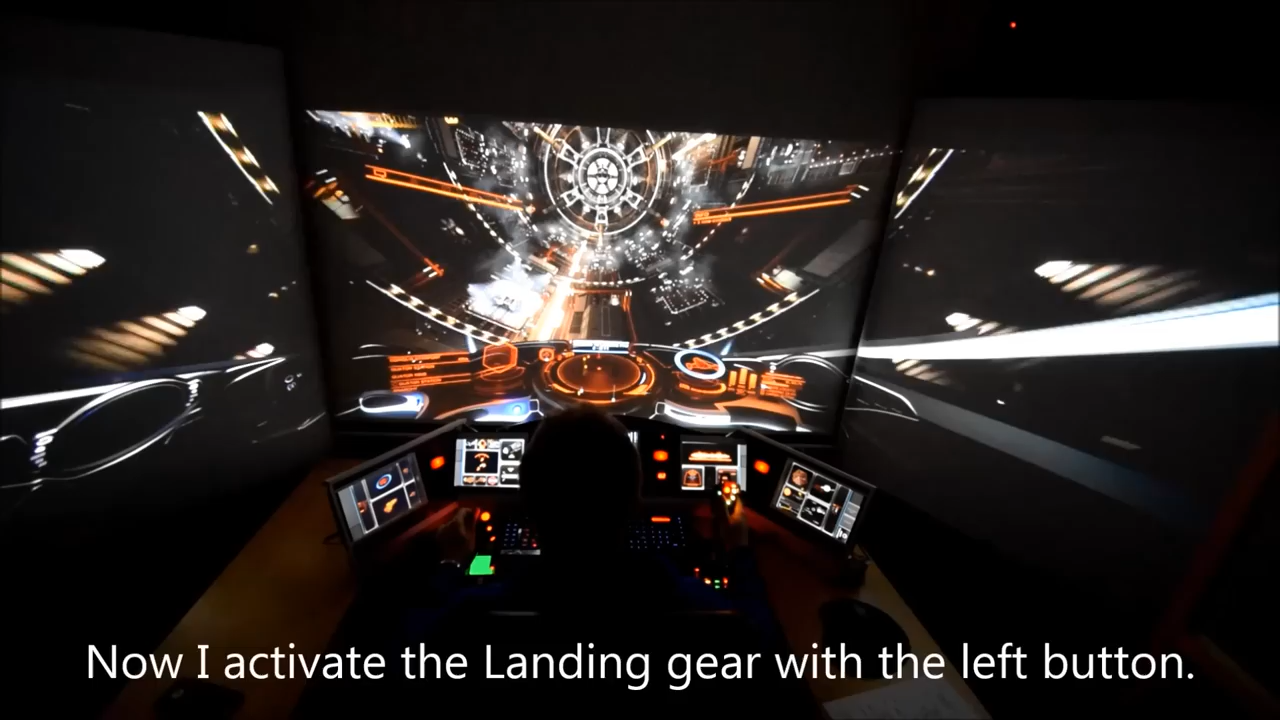 Now I activate the Landing gear with the left button.